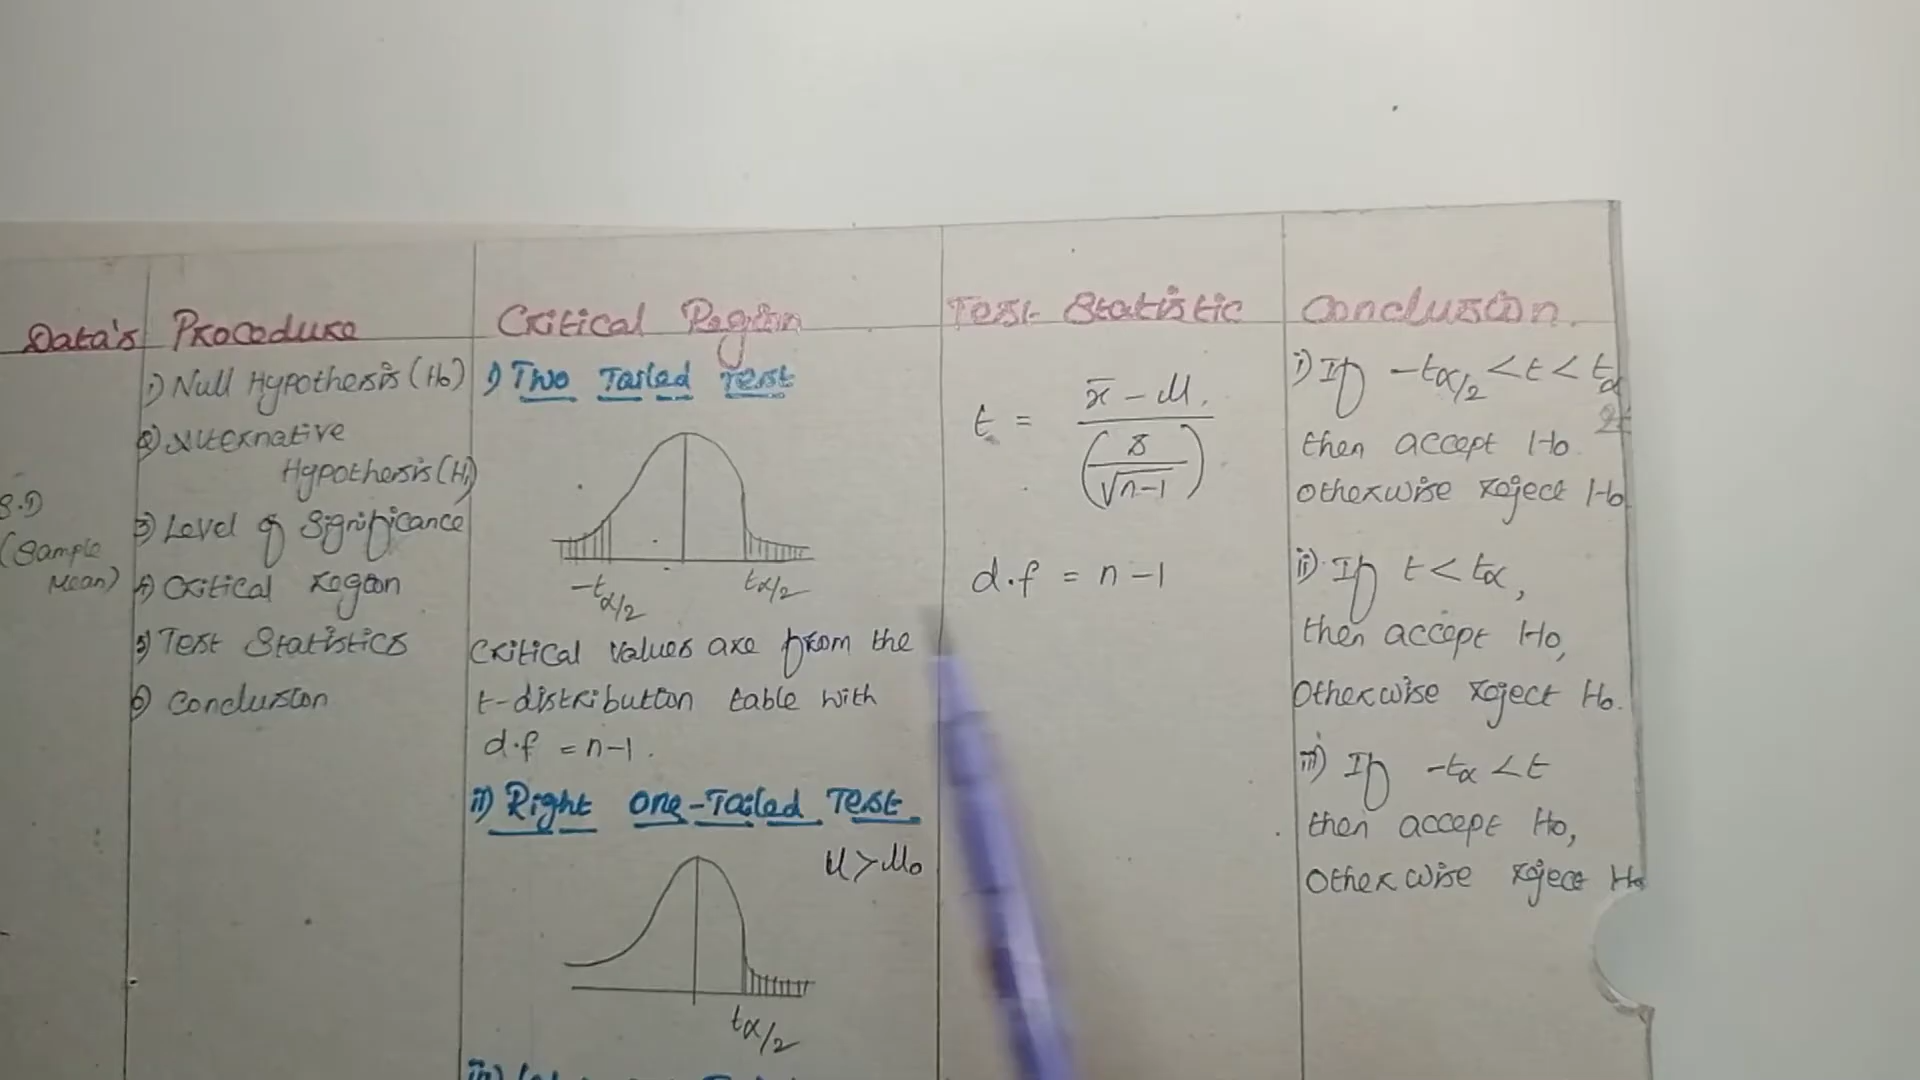 Data's
S.D
(Sample
Mean)
Procedure
1) Null Hypothesis (H₀)
2) Alternative
Hypothesis (H₁)
3) Level of Significance
4) Critical region
5) Test Statistics
6) Conclusion
Critical Region
i) Two Tailed Test
-tα/2
tα/2
Critical values are from the
t-distribution table with
d.f = n-1.
ii) Right One-Tailed Test
μ > μ₀
tα/2
Test Statistic
t = x̄ - μ / (s / √n-1)
d.f = n-1
Conclusion.
i) If -tα/2 < t < tα/2
then accept H₀
otherwise reject H₀
ii) If t < tα,
then accept H₀,
Otherwise reject H₀.
iii) If -tα < t
then accept H₀,
Otherwise reject H₀